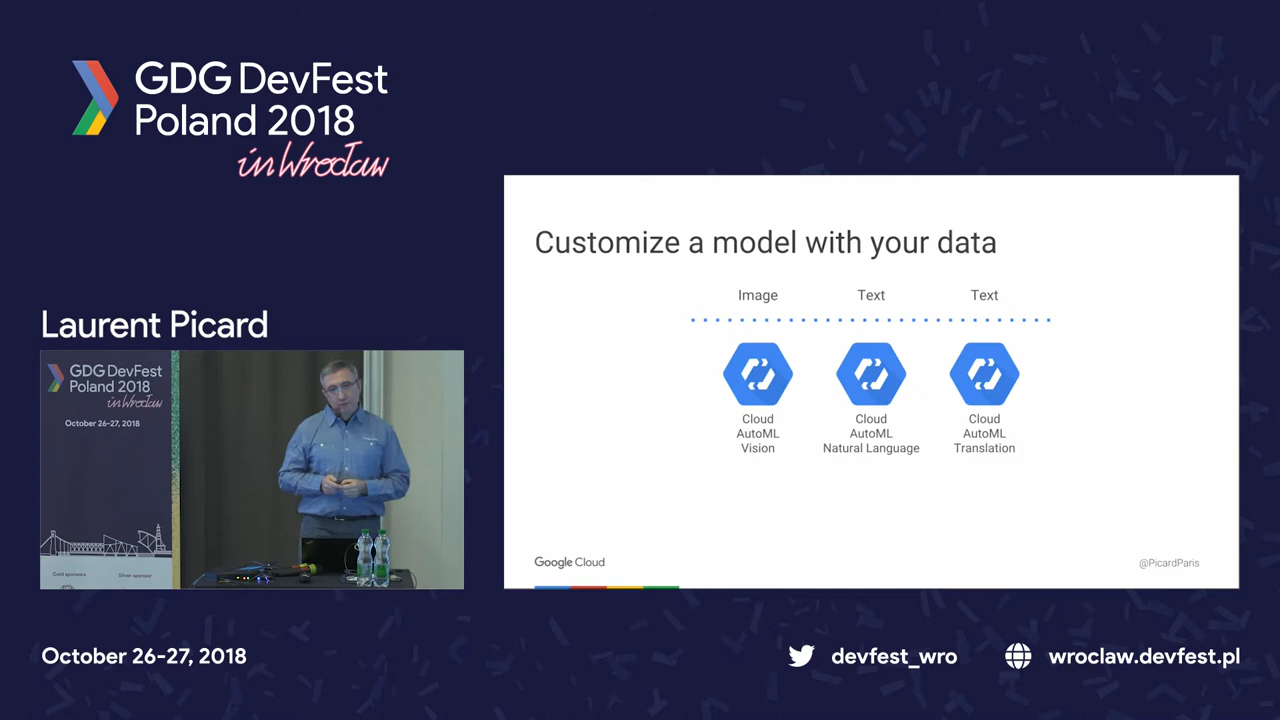 GDG DevFest
Poland 2018
in Wrocław
Laurent Picard
GDG DevFest
Poland 2018
in Wrocław
October 26-27, 2018
Gold sponsors
Silver sponsor
Customize a model with your data
Image
Text
Text
Cloud
AutoML
Vision
Cloud
AutoML
Natural Language
Cloud
AutoML
Translation
Google Cloud
@PicardParis
October 26-27, 2018
devfest_wro
wroclaw.devfest.pl